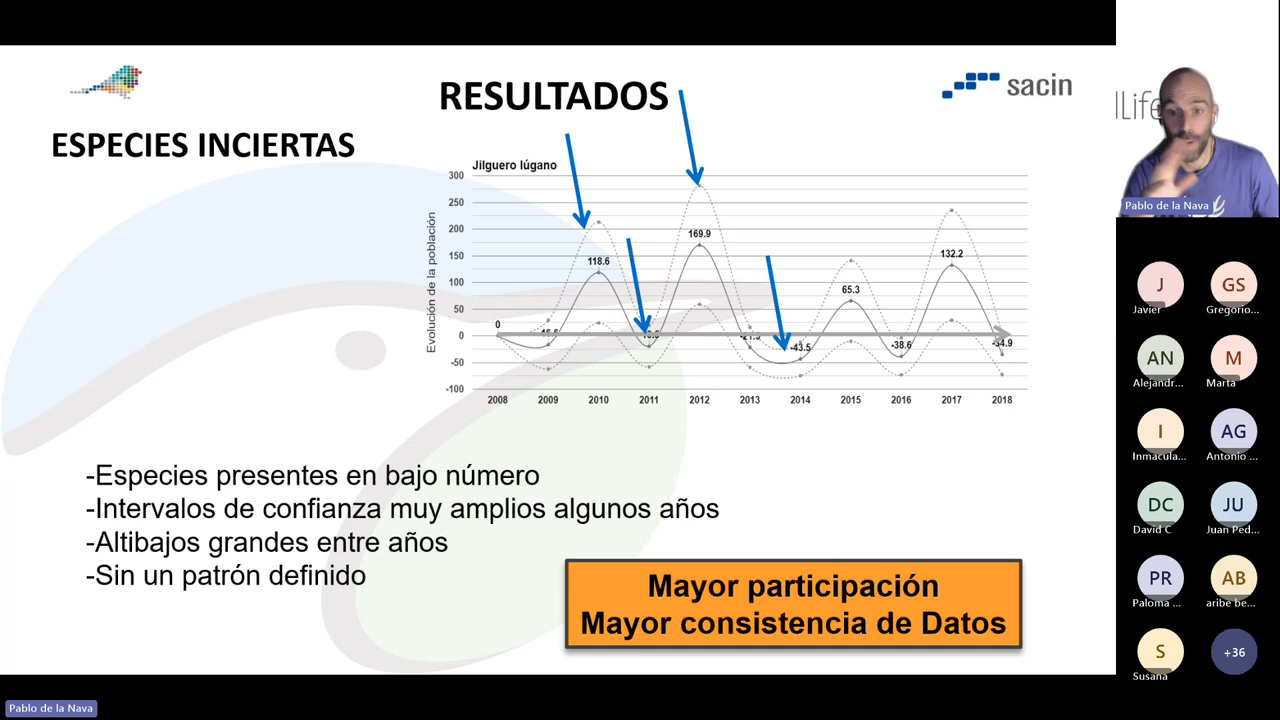 RESULTADOS
sacin
ESPECIES INCIERTAS
Jilguero lúgano
Evolución de la población
300
250
200
150
100
50
0
-50
-100
0
118.6
169.9
-43.5
65.3
-38.6
132.2
2008 2009 2010 2011 2012 2013 2014 2015 2016 2017 2018
-Especies presentes en bajo número
-Intervalos de confianza muy amplios algunos años
-Altibajos grandes entre años
-Sin un patrón definido
Mayor participación
Mayor consistencia de Datos
Pablo de la Nava
J
Javier
GS
Gregorio...
AN
Alejandr...
M
Marta
I
Inmacula...
AG
Antonio ...
DC
David C
JU
Juan Ped...
PR
Paloma ...
AB
aribe be...
S
Susana
+36
Pablo de la Nava